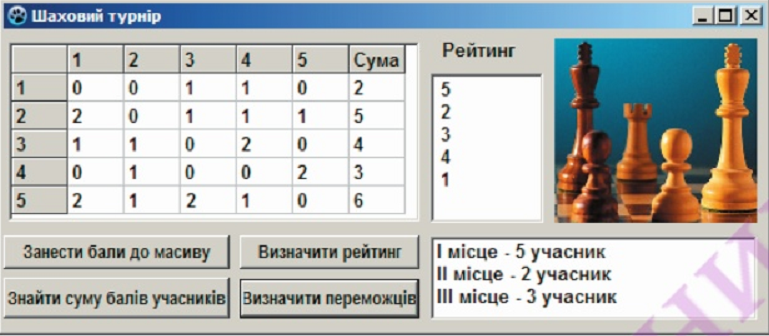 Шаховий турнір
1 2 3 4 5 Сума
1 0 0 1 1 0 2
2 2 0 1 1 1 5
3 1 1 0 2 0 4
4 0 1 0 0 2 3
5 2 1 2 1 0 6
Рейтинг
5
2
3
4
1
Занести бали до масиву
Визначити рейтинг
Знайти суму балів учасників
Визначити переможців
І місце - 5 учасник
ІІ місце - 2 учасник
ІІІ місце - 3 учасник